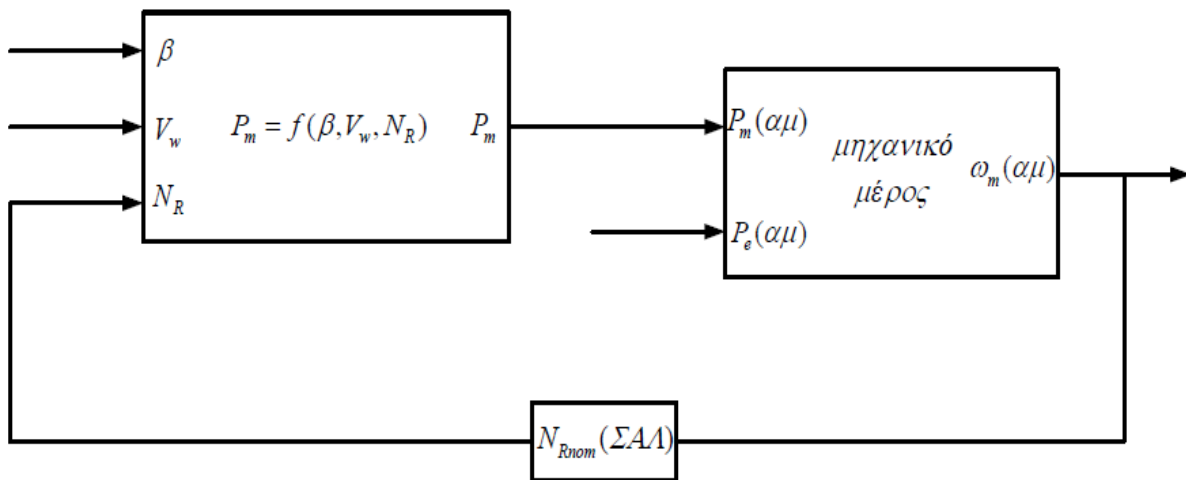 β
V_w
N_R
P_m = f(β,V_w,N_R)
P_m
P_m(αμ)
P_e(αμ)
μηχανικό
μέρος
ω_m(αμ)
N_Rnom(ΣΑΛ)